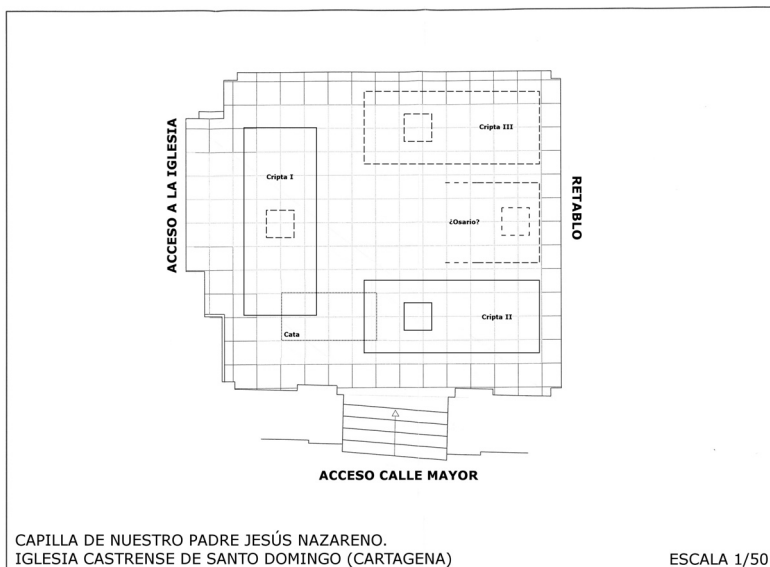 ACCESO A LA IGLESIA
Cripta III
Cripta I
RETABLO
¿Osario?
Cripta II
Cata
ACCESO CALLE MAYOR
CAPILLA DE NUESTRO PADRE JESÚS NAZARENO.
IGLESIA CASTRENSE DE SANTO DOMINGO (CARTAGENA)
ESCALA 1/50